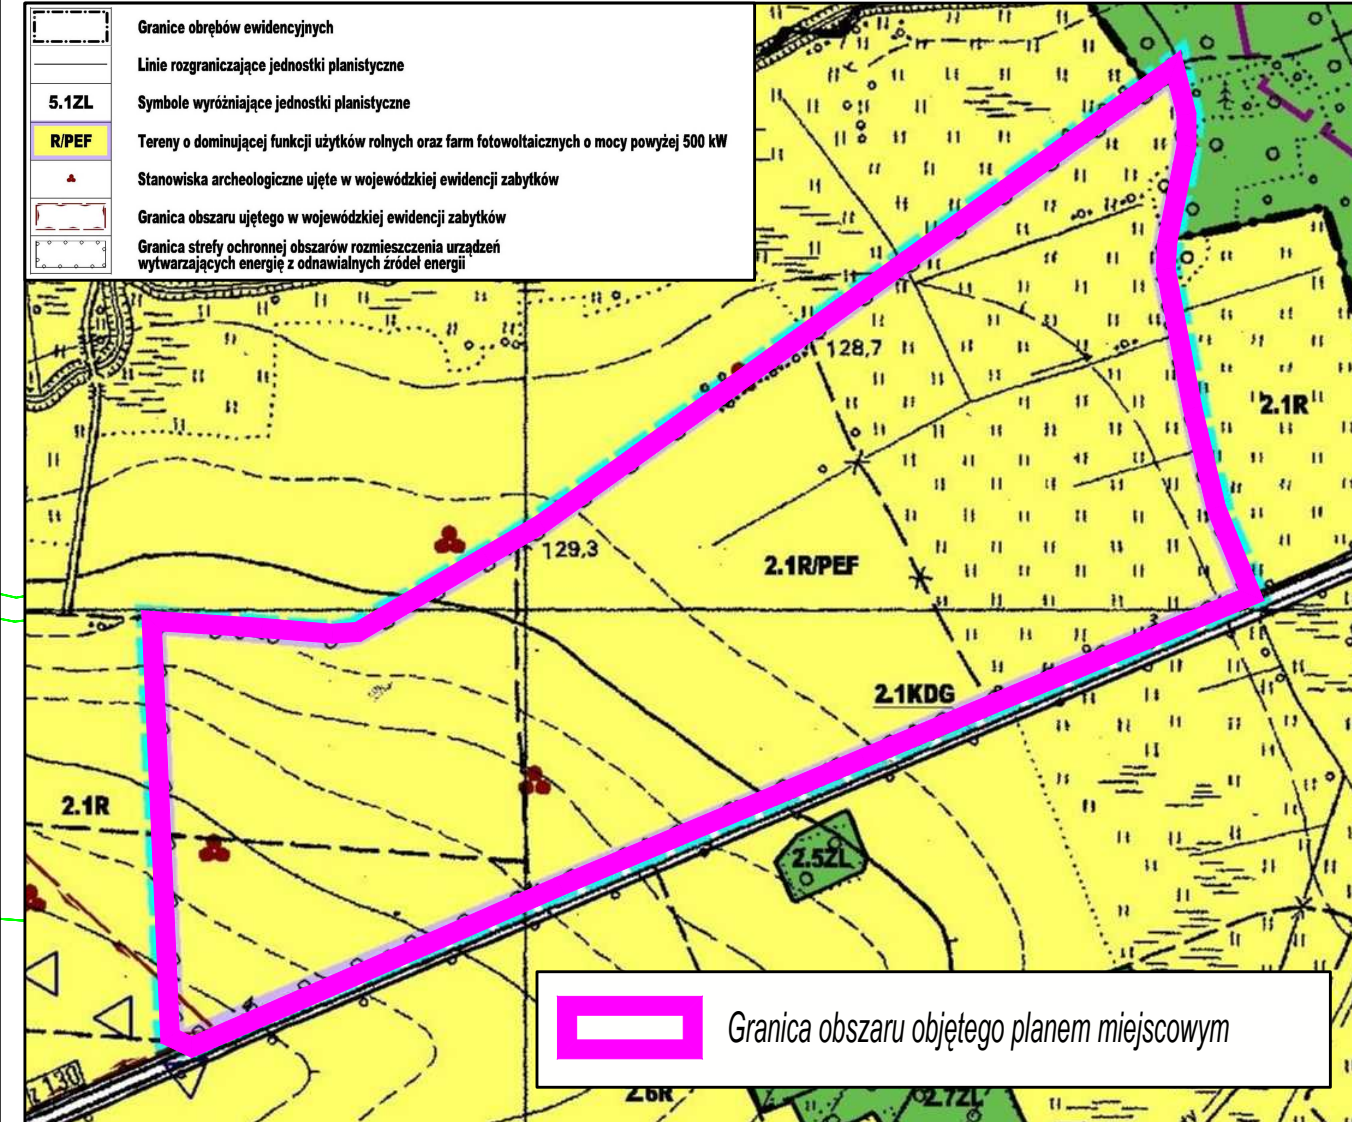 Granice obrębów ewidencyjnych
Linie rozgraniczające jednostki planistyczne
5.1ZL Symbole wyróżniające jednostki planistyczne
R/PEF Tereny o dominującej funkcji użytków rolnych oraz farm fotowoltaicznych o mocy powyżej 500 kW
Stanowiska archeologiczne ujęte w wojewódzkiej ewidencji zabytków
Granica obszaru ujętego w wojewódzkiej ewidencji zabytków
Granica strefy ochronnej obszarów rozmieszczenia urządzeń
wytwarzających energię z odnawialnych źródeł energii
128,7
2.1R
129,3
2.1R/PEF
2.1KDG
2.1R
2.5ZL
Granica obszaru objętego planem miejscowym
z 130
2.6R
2.7ZL